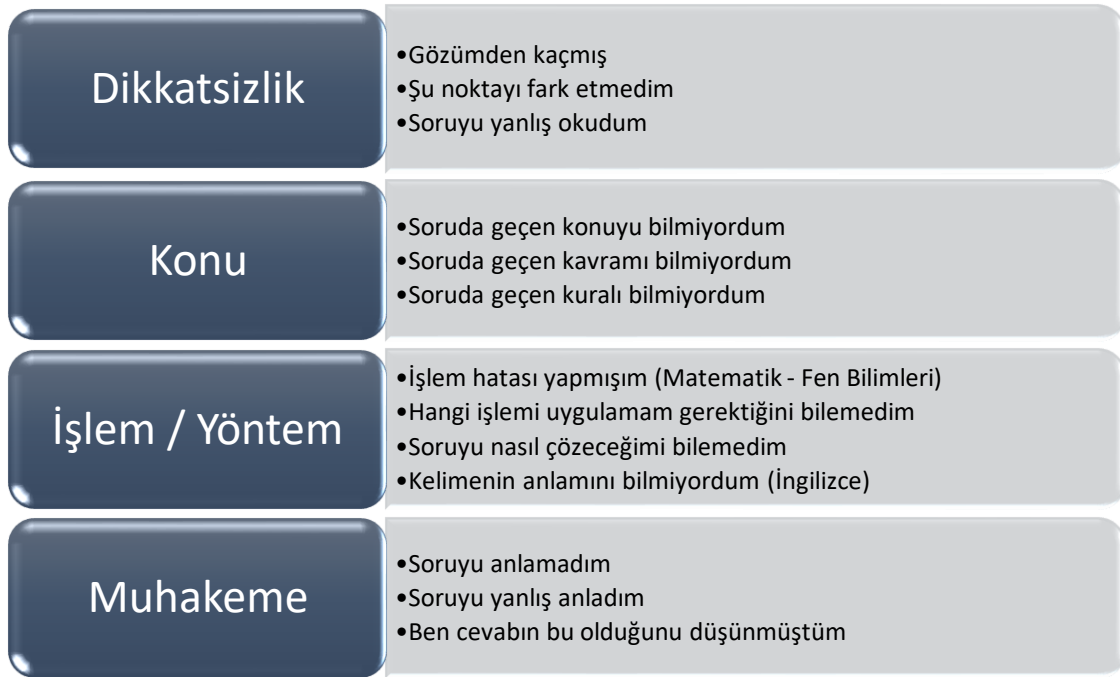 Dikkatsizlik
•Gözümden kaçmış
•Şu noktayı fark etmedim
•Soruyu yanlış okudum
Konu
•Soruda geçen konuyu bilmiyordum
•Soruda geçen kavramı bilmiyordum
•Soruda geçen kuralı bilmiyordum
İşlem / Yöntem
•İşlem hatası yapmışım (Matematik - Fen Bilimleri)
•Hangi işlemi uygulamam gerektiğini bilemedim
•Soruyu nasıl çözeceğimi bilemedim
•Kelimenin anlamını bilmiyordum (İngilizce)
Muhakeme
•Soruyu anlamadım
•Soruyu yanlış anladım
•Ben cevabın bu olduğunu düşünmüştüm